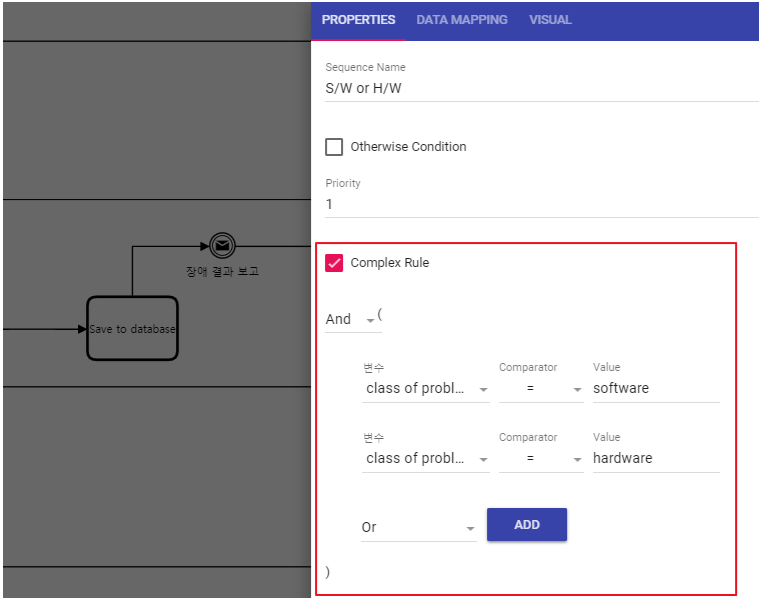 PROPERTIES DATA MAPPING VISUAL
Sequence Name
S/W or H/W
Otherwise Condition
Priority
1
장애 결과 보고
Save to database
Complex Rule
And (
변수 Comparator Value
class of probl... = software
변수 Comparator Value
class of probl... = hardware
Or ADD
)